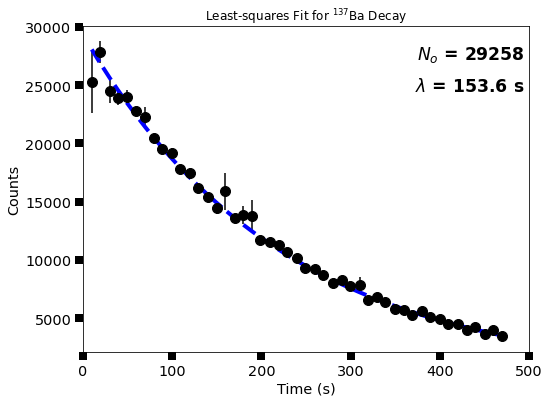 Least-squares Fit for ¹³⁷Ba Decay
30000
Nₒ = 29258
λ = 153.6 s
25000
20000
Counts
15000
10000
5000
0 100 200 300 400 500
Time (s)